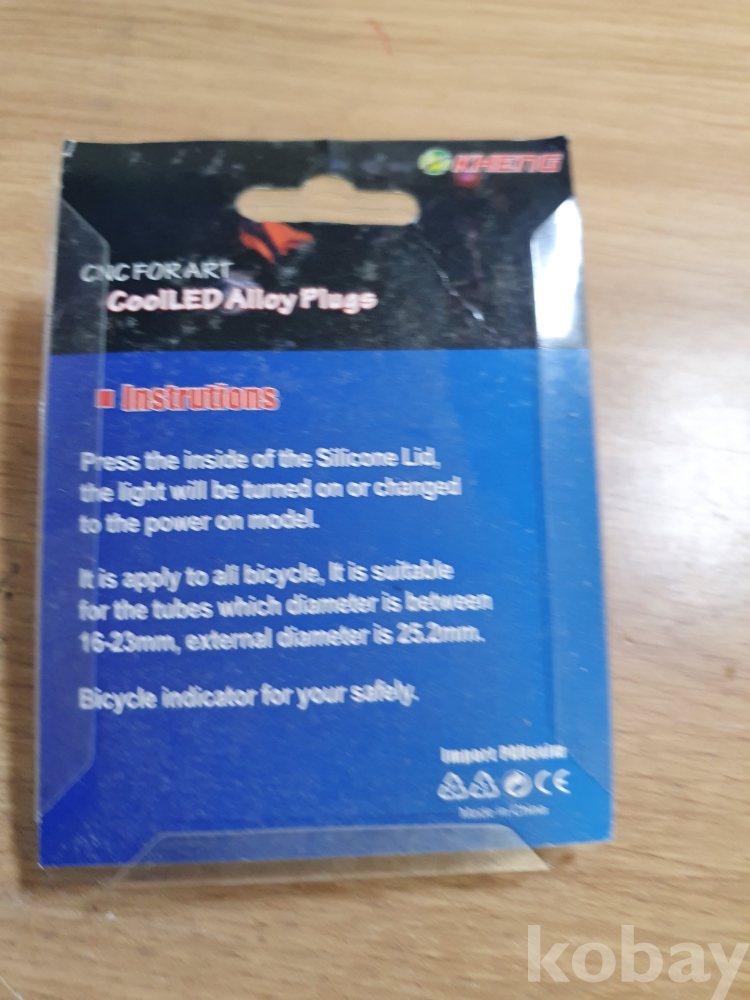 KHENG
CNC FOR ART
CoolLED Alloy Plugs
Instrutions
Press the inside of the Silicone Lid,
the light will be turned on or changed
to the power on model.
It is apply to all bicycle, It is suitable
for the tubes which diameter is between
16-23mm, external diameter is 25.2mm.
Bicycle indicator for your safely.
Import
CE
Made in China
kobay